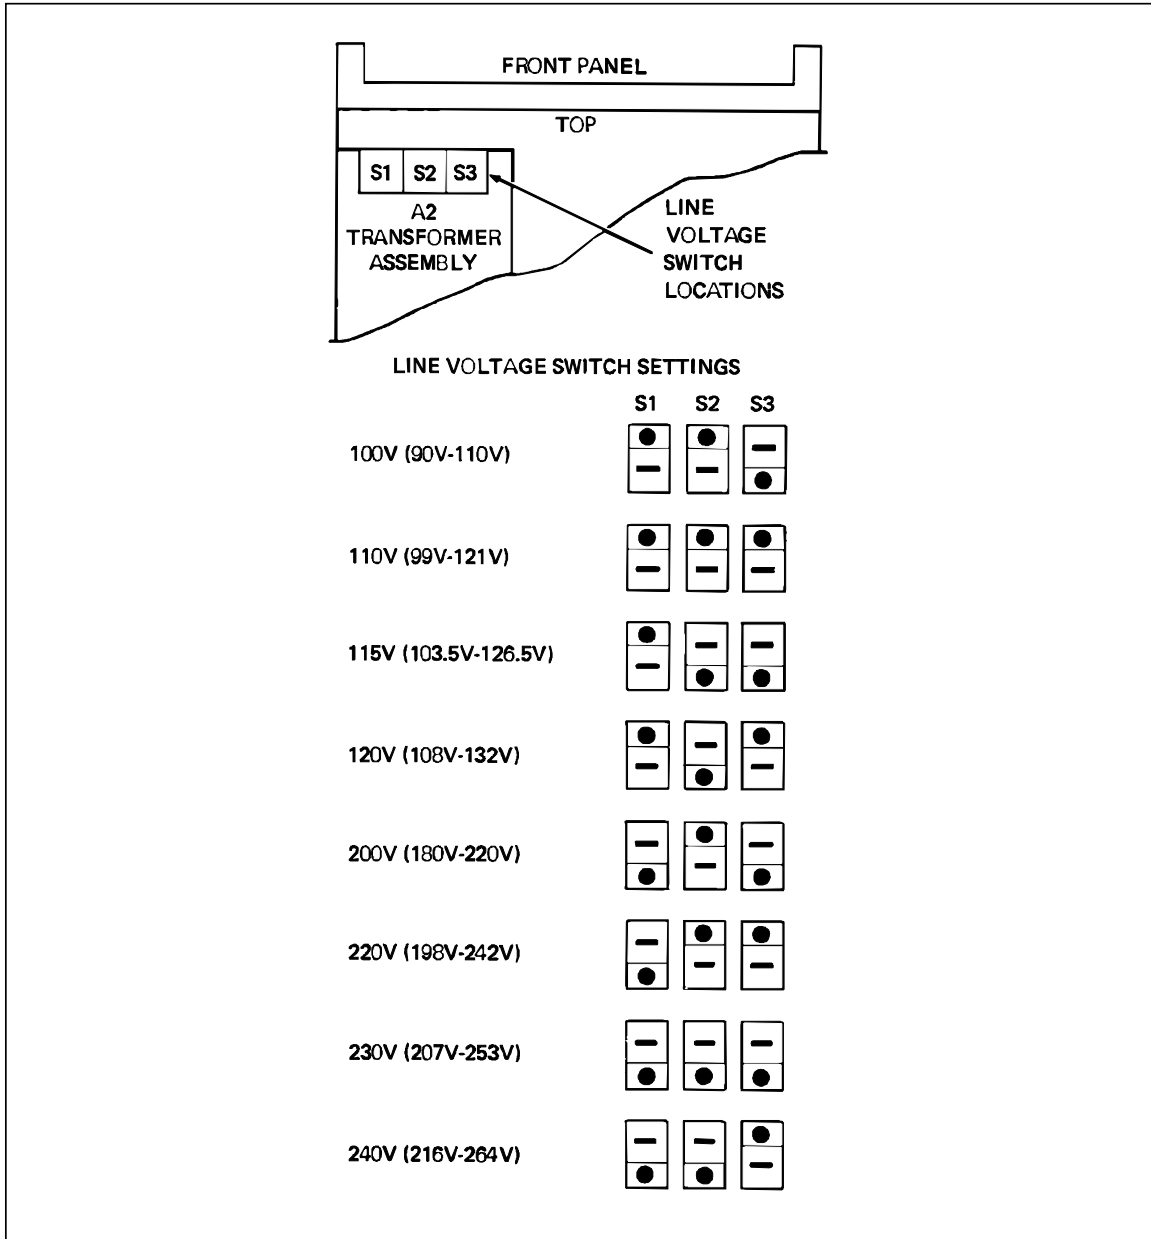 FRONT PANEL
TOP
S1 S2 S3
A2
TRANSFORMER
ASSEMBLY
LINE
VOLTAGE
SWITCH
LOCATIONS
LINE VOLTAGE SWITCH SETTINGS
S1 S2 S3
100V (90V-110V)
110V (99V-121V)
115V (103.5V-126.5V)
120V (108V-132V)
200V (180V-220V)
220V (198V-242V)
230V (207V-253V)
240V (216V-264V)